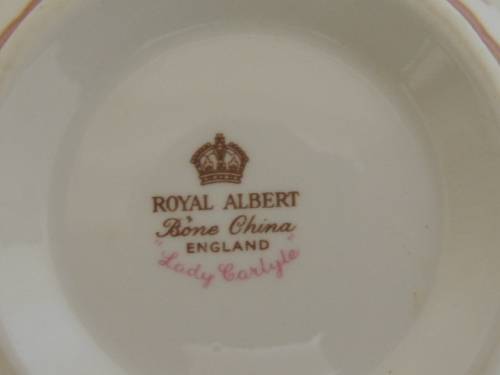 ROYAL ALBERT
Bone China
ENGLAND
"Lady Carlyle"